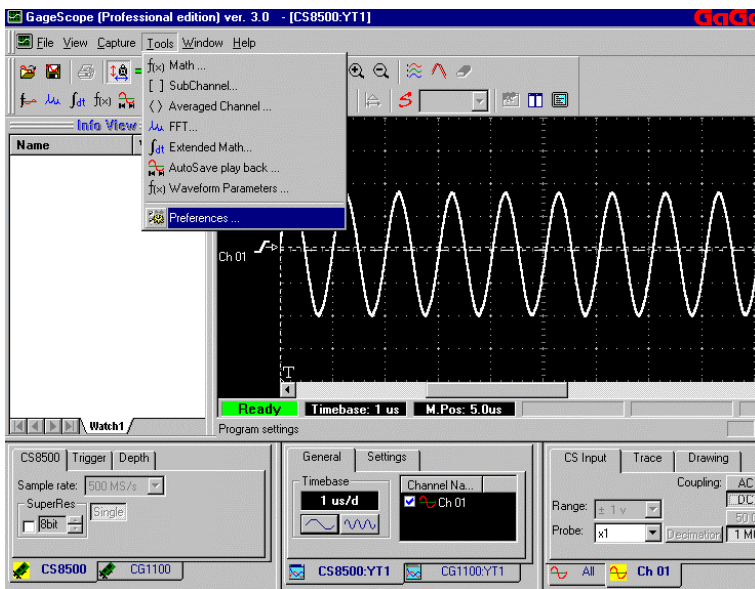 GageScope (Professional edition) ver. 3.0 - [CS8500:YT1]
File View Capture Tools Window Help
f(x) Math ...
[ ] SubChannel...
⟨ ⟩ Averaged Channel ...
FFT...
∫dt Extended Math...
AutoSave play back ...
f(x) Waveform Parameters ...
Preferences ...
∫dt f(x)
S
Info View
Name
Ch 01
T
Ready Timebase: 1 us M.Pos: 5.0us
Watch1
Program settings
CS8500 Trigger Depth
Sample rate: 500 MS/s
SuperRes
8bit
Single
CS8500 CG1100
General Settings
Timebase
1 us/d
Channel Na...
Ch 01
CS8500:YT1 CG1100:YT1
CS Input Trace Drawing
Coupling: AC
DC
Range: ± 1 v
Probe: x1
Decimation
All Ch 01